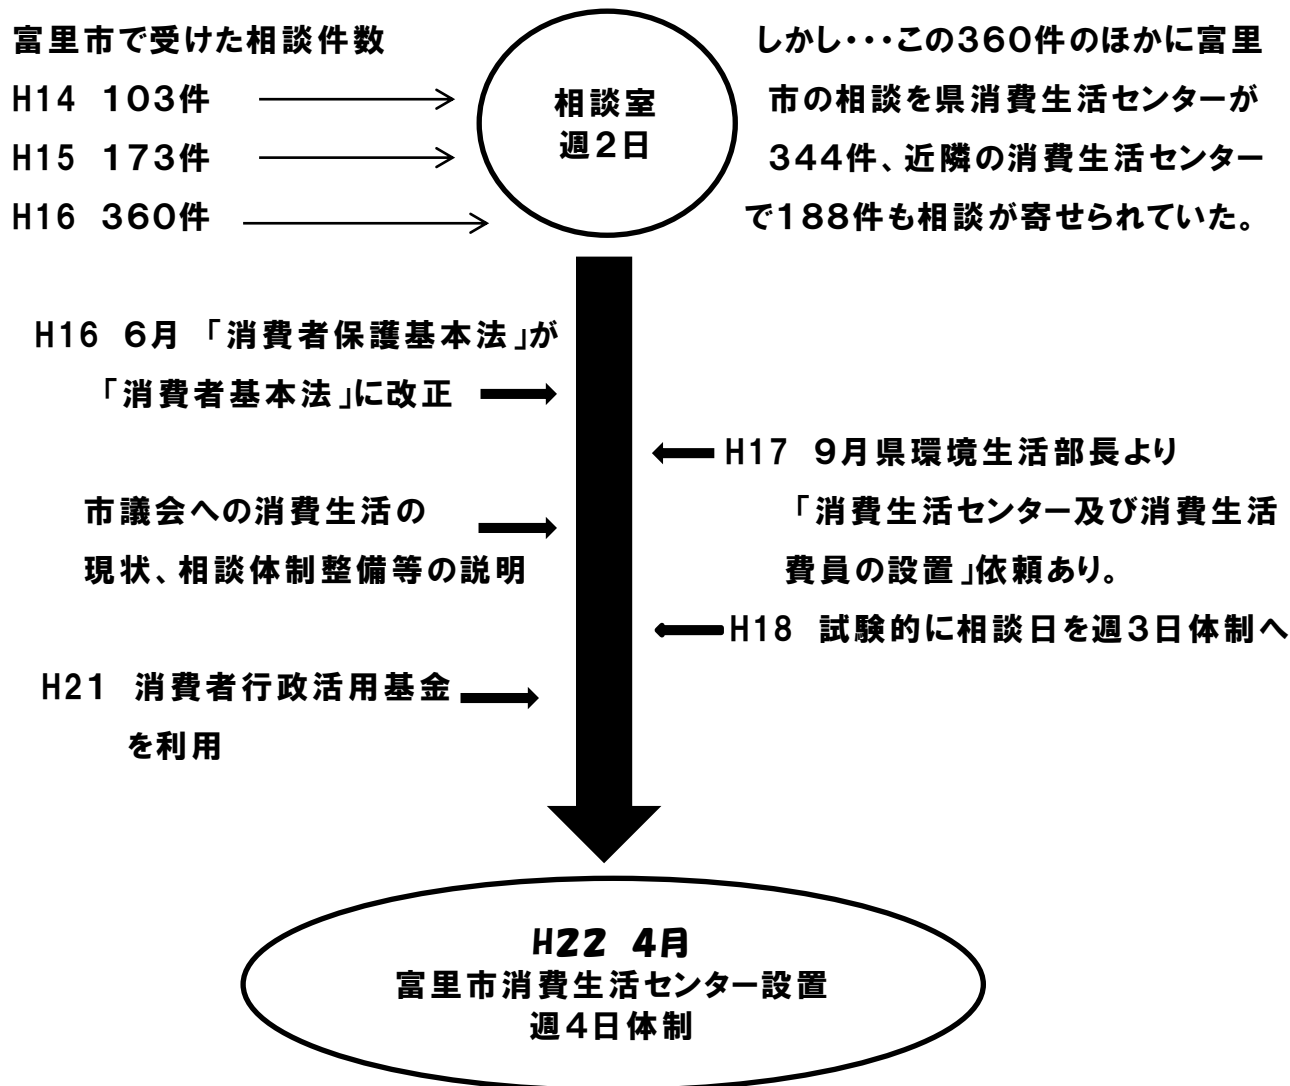 富里市で受けた相談件数
H14 103件
H15 173件
H16 360件
相談室
週2日
しかし・・・この360件のほかに富里
市の相談を県消費生活センターが
344件、近隣の消費生活センター
で188件も相談が寄せられていた。
H16 6月 「消費者保護基本法」が
「消費者基本法」に改正
H17 9月県環境生活部長より
「消費生活センター及び消費生活
費員の設置」依頼あり。
市議会への消費生活の
現状、相談体制整備等の説明
H18 試験的に相談日を週3日体制へ
H21 消費者行政活用基金
を利用
H22 4月
富里市消費生活センター設置
週4日体制